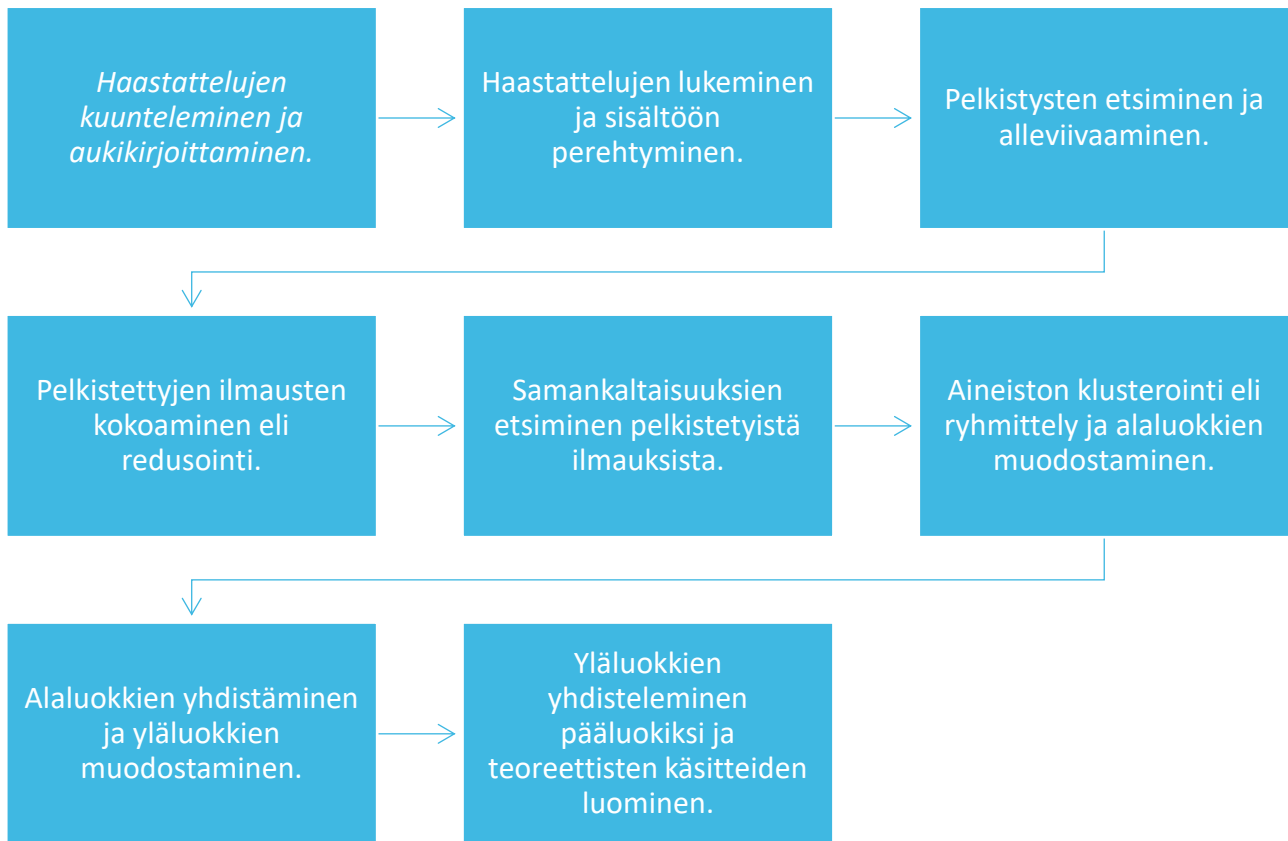 Haastattelujen
kuunteleminen ja
aukikirjoittaminen.
Haastattelujen lukeminen
ja sisältöön
perehtyminen.
Pelkistysten etsiminen ja
alleviivaaminen.
Pelkistettyjen ilmausten
kokoaminen eli
redusointi.
Samankaltaisuuksien
etsiminen pelkistetyistä
ilmauksista.
Aineiston klusterointi eli
ryhmittely ja alaluokkien
muodostaminen.
Alaluokkien yhdistäminen
ja yläluokkien
muodostaminen.
Yläluokkien
yhdisteleminen
pääluokiksi ja
teoreettisten käsitteiden
luominen.